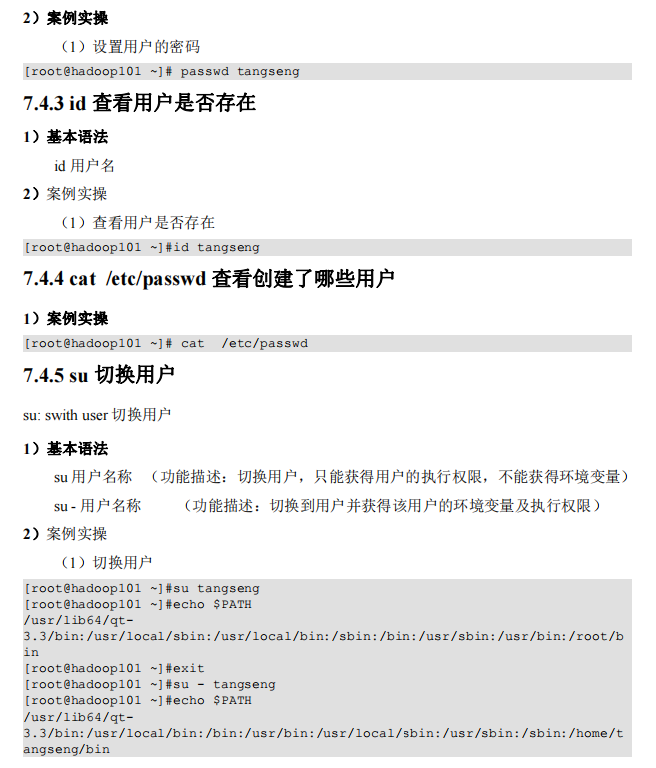 2）案例实操
（1）设置用户的密码
[root@hadoop101 ~]# passwd tangseng
7.4.3 id 查看用户是否存在
1）基本语法
id 用户名
2）案例实操
（1）查看用户是否存在
[root@hadoop101 ~]#id tangseng
7.4.4 cat /etc/passwd 查看创建了哪些用户
1）案例实操
[root@hadoop101 ~]# cat /etc/passwd
7.4.5 su 切换用户
su: swith user 切换用户
1）基本语法
su 用户名称 （功能描述：切换用户，只能获得用户的执行权限，不能获得环境变量）
su - 用户名称 （功能描述：切换到用户并获得该用户的环境变量及执行权限）
2）案例实操
（1）切换用户
[root@hadoop101 ~]#su tangseng
[root@hadoop101 ~]#echo $PATH
/usr/lib64/qt-
3.3/bin:/usr/local/sbin:/usr/local/bin:/sbin:/bin:/usr/sbin:/usr/bin:/root/b
in
[root@hadoop101 ~]#exit
[root@hadoop101 ~]#su - tangseng
[root@hadoop101 ~]#echo $PATH
/usr/lib64/qt-
3.3/bin:/usr/local/bin:/bin:/usr/bin:/usr/local/sbin:/usr/sbin:/sbin:/home/t
angseng/bin